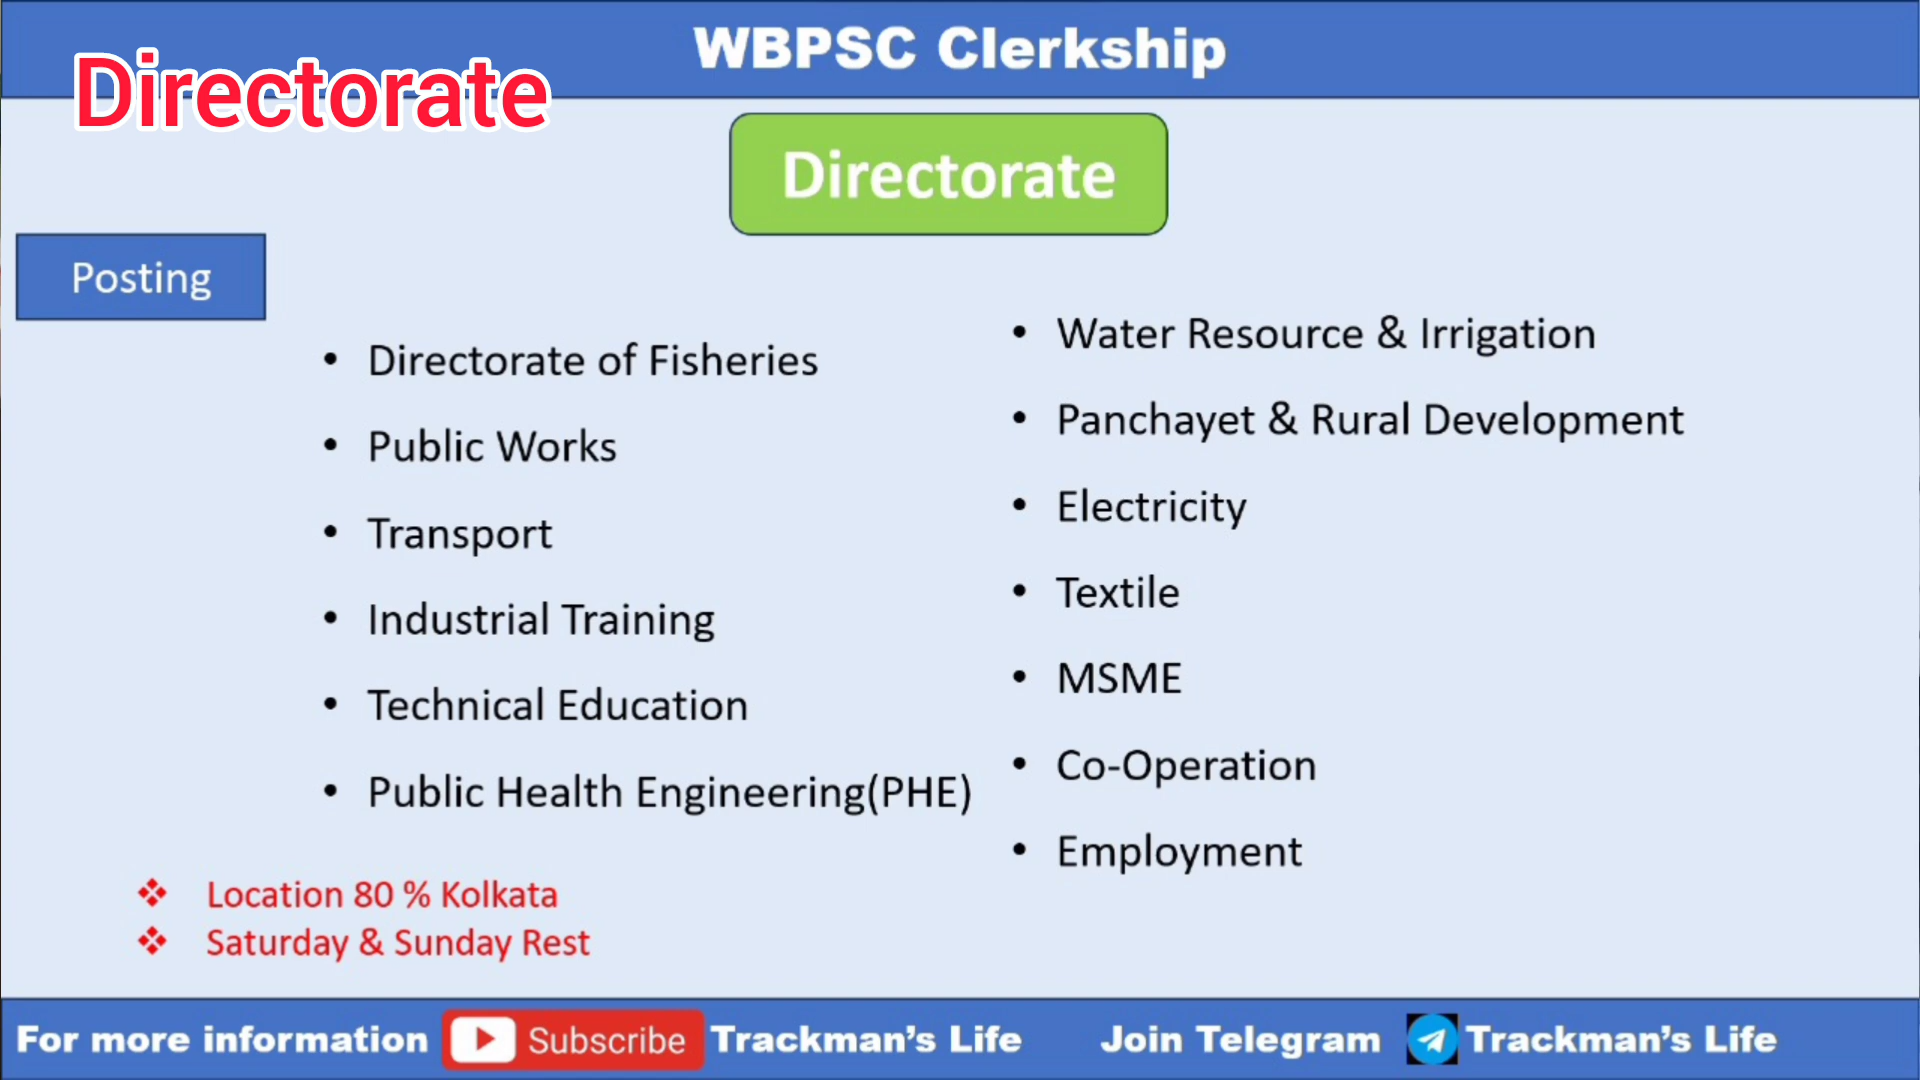 WBPSC Clerkship
Directorate
Directorate
Posting
• Directorate of Fisheries
• Public Works
• Transport
• Industrial Training
• Technical Education
• Public Health Engineering(PHE)
• Water Resource & Irrigation
• Panchayet & Rural Development
• Electricity
• Textile
• MSME
• Co-Operation
• Employment
❖ Location 80 % Kolkata
❖ Saturday & Sunday Rest
For more information Subscribe Trackman’s Life Join Telegram Trackman’s Life